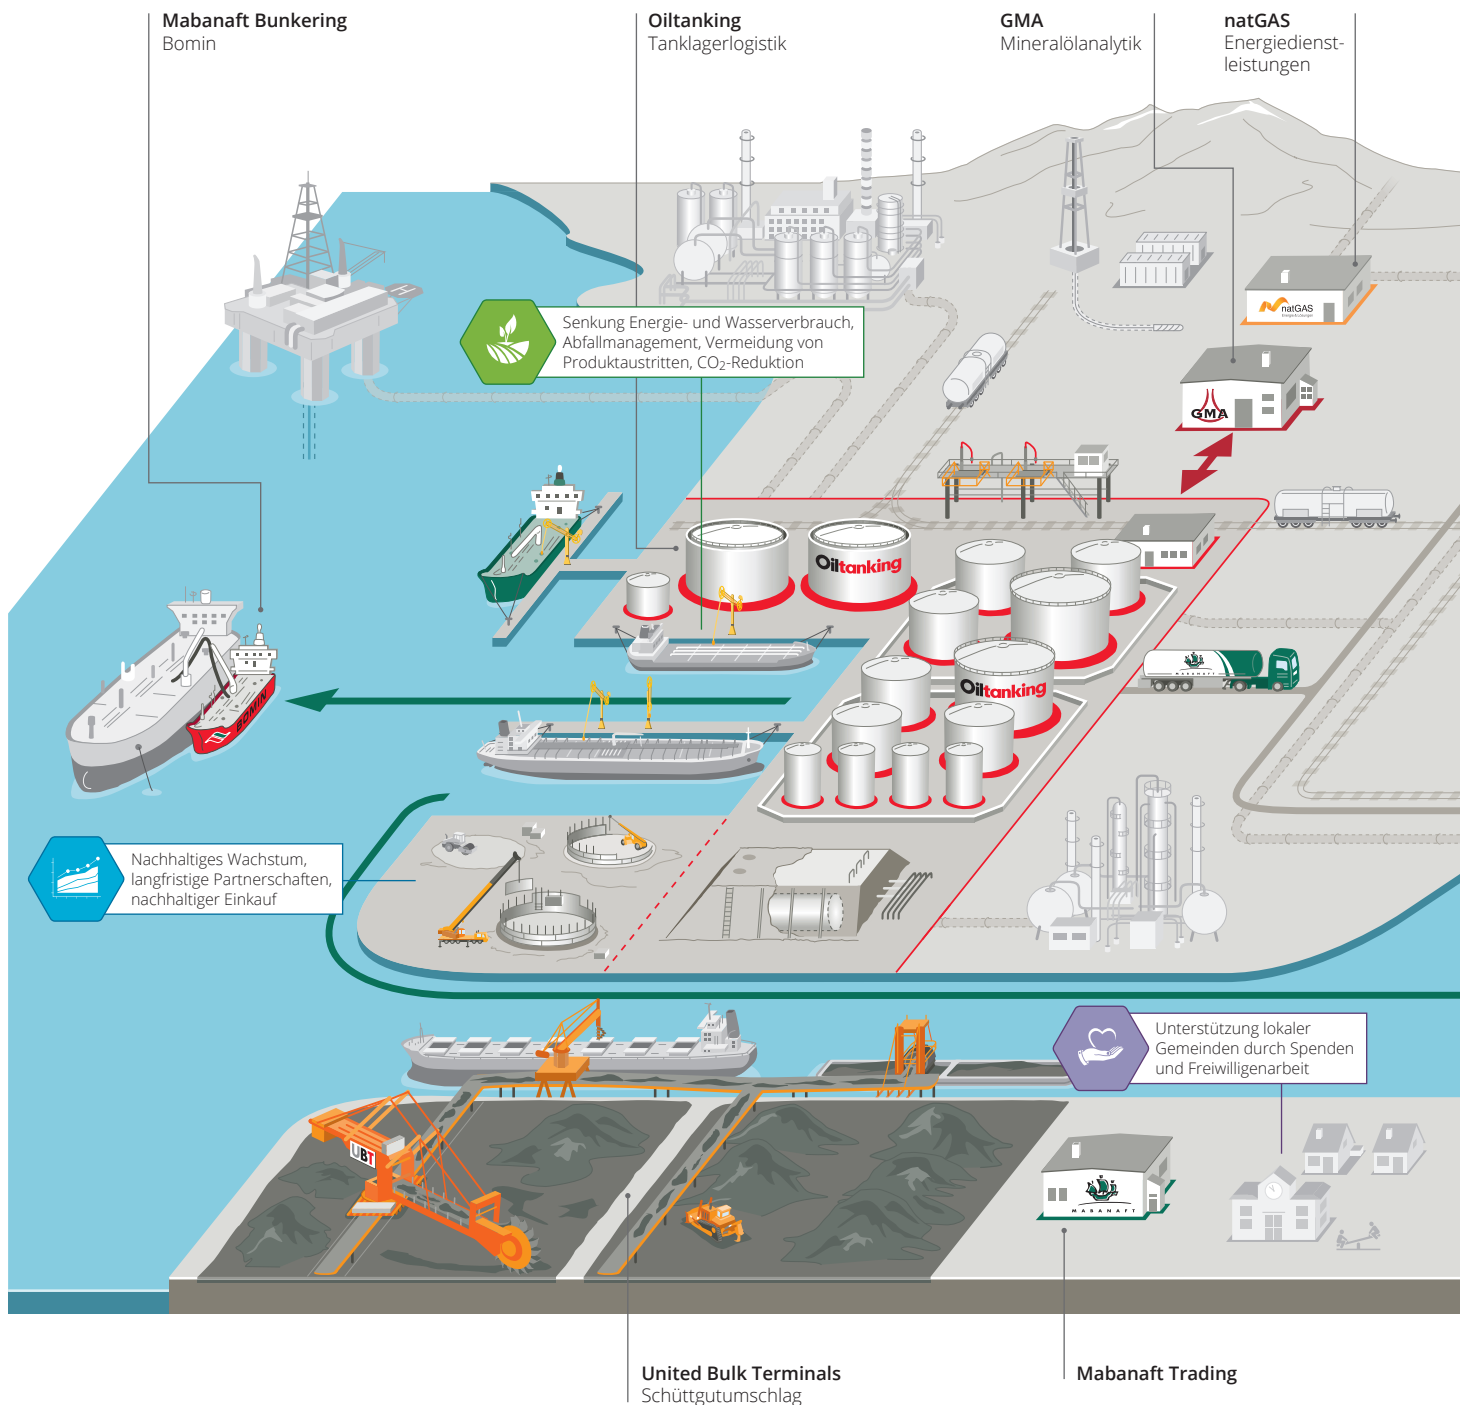 Mabanaft Bunkering
Bomin
Oiltanking
Tanklagerlogistik
GMA
Mineralölanalytik
natGAS
Energiedienst-
leistungen
natGAS
Senkung Energie- und Wasserverbrauch,
Abfallmanagement, Vermeidung von
Produktaustritten, CO₂-Reduktion
GMA
Oiltanking
MABANAFT
Oiltanking
BOMIN
Nachhaltiges Wachstum,
langfristige Partnerschaften,
nachhaltiger Einkauf
Unterstützung lokaler
Gemeinden durch Spenden
und Freiwilligenarbeit
UBT
MABANAFT
United Bulk Terminals
Schüttgutumschlag
Mabanaft Trading